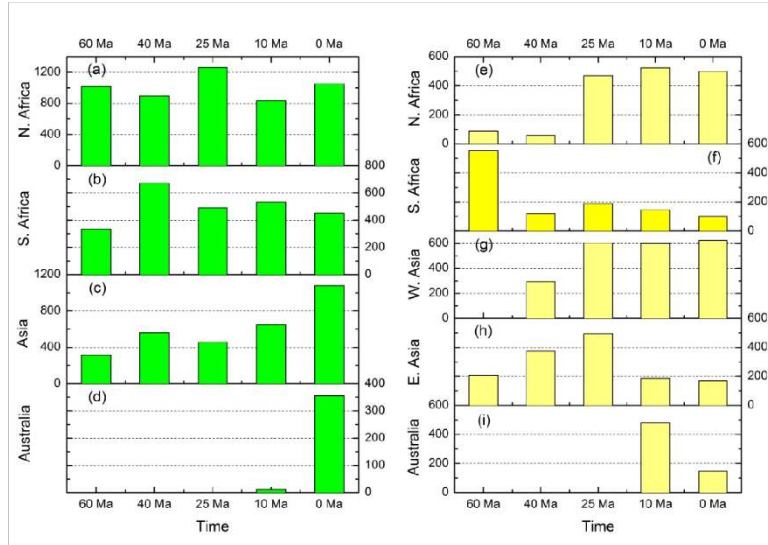 60 Ma 40 Ma 25 Ma 10 Ma 0 Ma
(a)
N. Africa
1200
800
400
0
(b)
S. Africa
800
600
400
200
0
(c)
Asia
1200
800
400
0
(d)
Australia
400
300
200
100
0
60 Ma 40 Ma 25 Ma 10 Ma 0 Ma
Time
60 Ma 40 Ma 25 Ma 10 Ma 0 Ma
(e)
N. Africa
600
400
200
0
(f)
S. Africa
600
400
200
0
(g)
W. Asia
600
400
200
0
(h)
E. Asia
600
400
200
0
(i)
Australia
600
400
200
0
60 Ma 40 Ma 25 Ma 10 Ma 0 Ma
Time